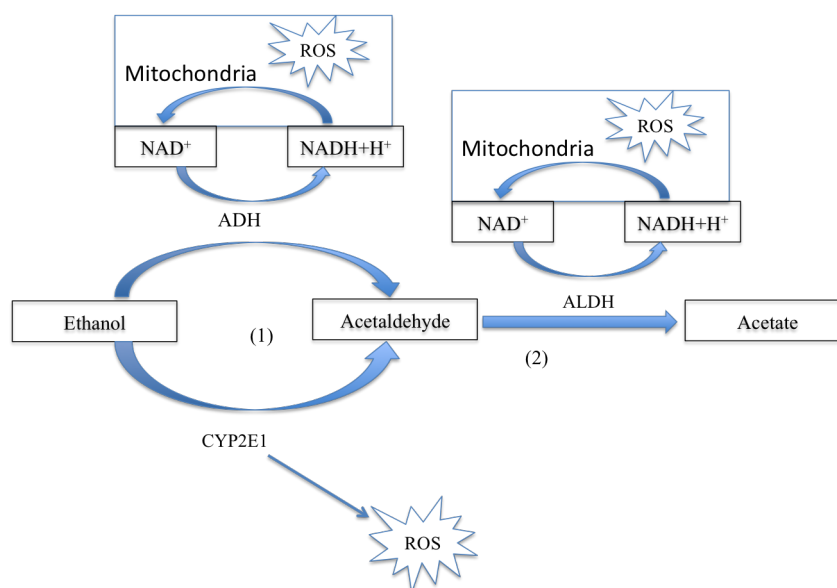 ROS
Mitochondria
NAD⁺
NADH+H⁺
ADH
ROS
Mitochondria
NAD⁺
NADH+H⁺
ALDH
Ethanol
(1)
Acetaldehyde
(2)
Acetate
CYP2E1
ROS